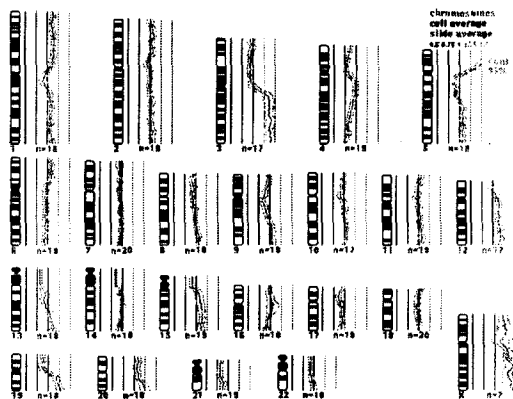 chromosomes
cell average
slide average
1 n=18
2 n=18
3 n=17
4 n=18
5 n=18
6 n=18
7 n=20
8 n=18
9 n=18
10 n=17
11 n=19
12 n=17
13 n=18
14 n=18
15 n=19
16 n=18
17 n=18
18 n=20
19 n=18
20 n=18
21 n=19
22 n=18
X n=?